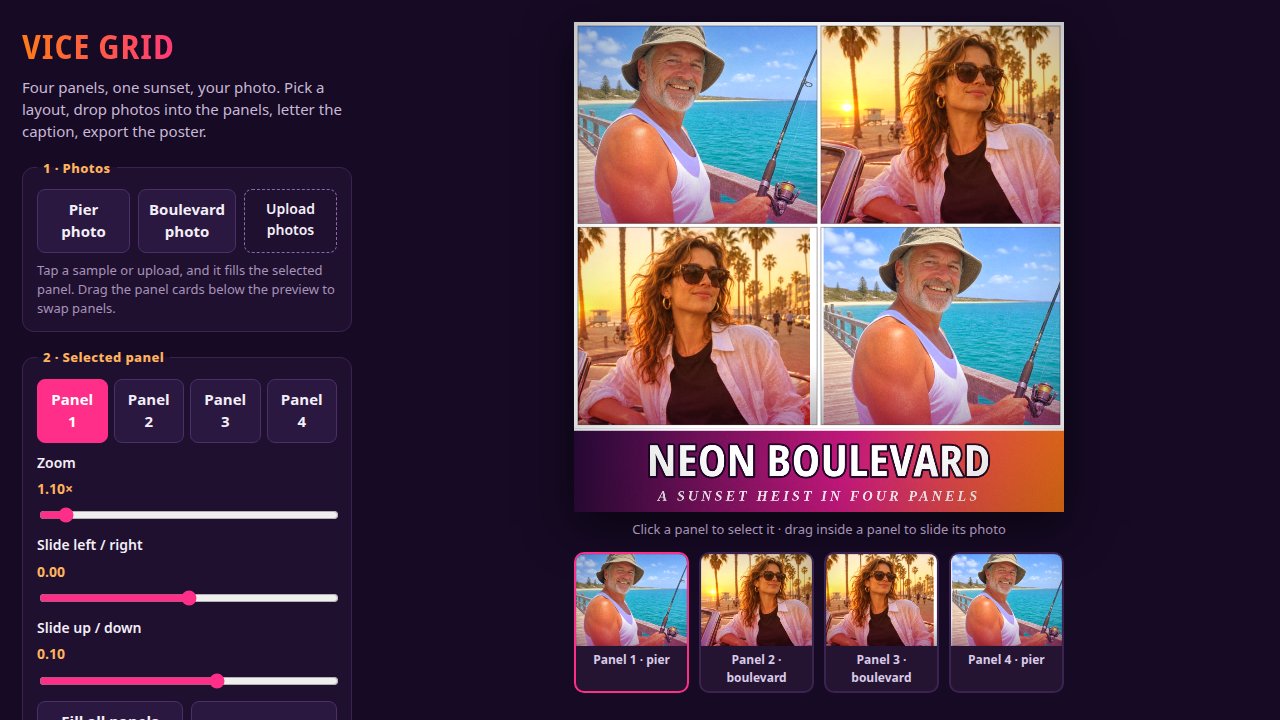 VICE GRID
Four panels, one sunset, your photo. Pick a
layout, drop photos into the panels, letter the
caption, export the poster.
1 · Photos
Pier
photo
Boulevard
photo
Upload
photos
Tap a sample or upload, and it fills the selected
panel. Drag the panel cards below the preview to
swap panels.
2 · Selected panel
Panel
1
Panel
2
Panel
3
Panel
4
Zoom
1.10×
Slide left / right
0.00
Slide up / down
0.10
Fill all panels
NEON BOULEVARD
A SUNSET HEIST IN FOUR PANELS
Click a panel to select it · drag inside a panel to slide its photo
Panel 1 · pier
Panel 2 ·
boulevard
Panel 3 ·
boulevard
Panel 4 · pier